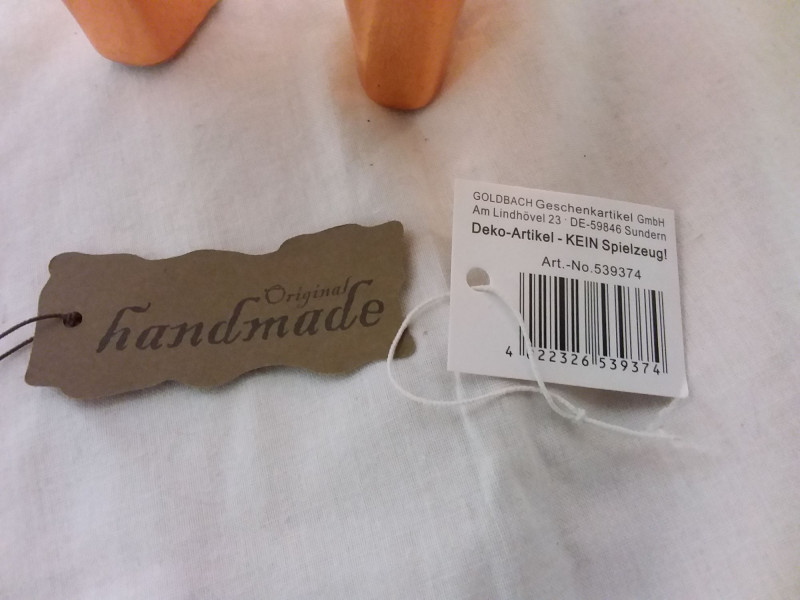 Original
handmade
GOLDBACH Geschenkartikel GmbH
Am Lindhövel 23 · DE-59846 Sundern
Deko-Artikel - KEIN Spielzeug!
Art.-No.539374
4 022326 539374